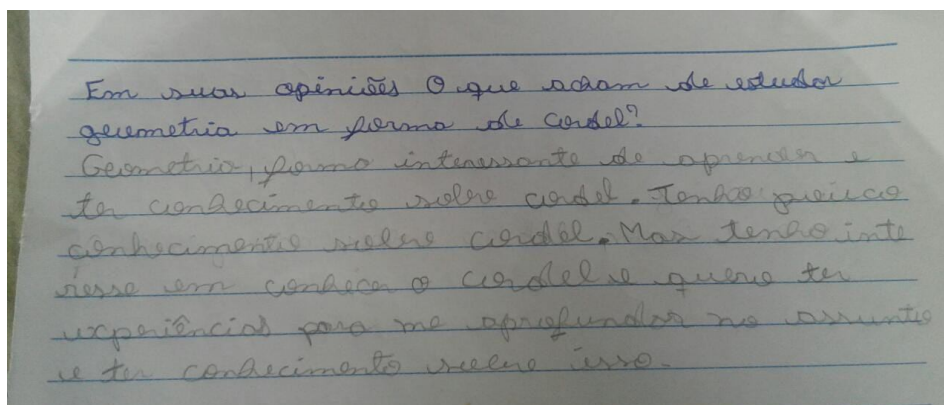 Em suas opiniões O que acham de estudar
geometria em forma de cordel?
Geometria, forma interessante de aprender e
ter conhecimento sobre cordel. Tenho pouco
conhecimento sobre cordel. Mas tenho inte
resse em conhecer o cordel e quero ter
experiências para me aprofundar no assunto
e ter conhecimento sobre isso.